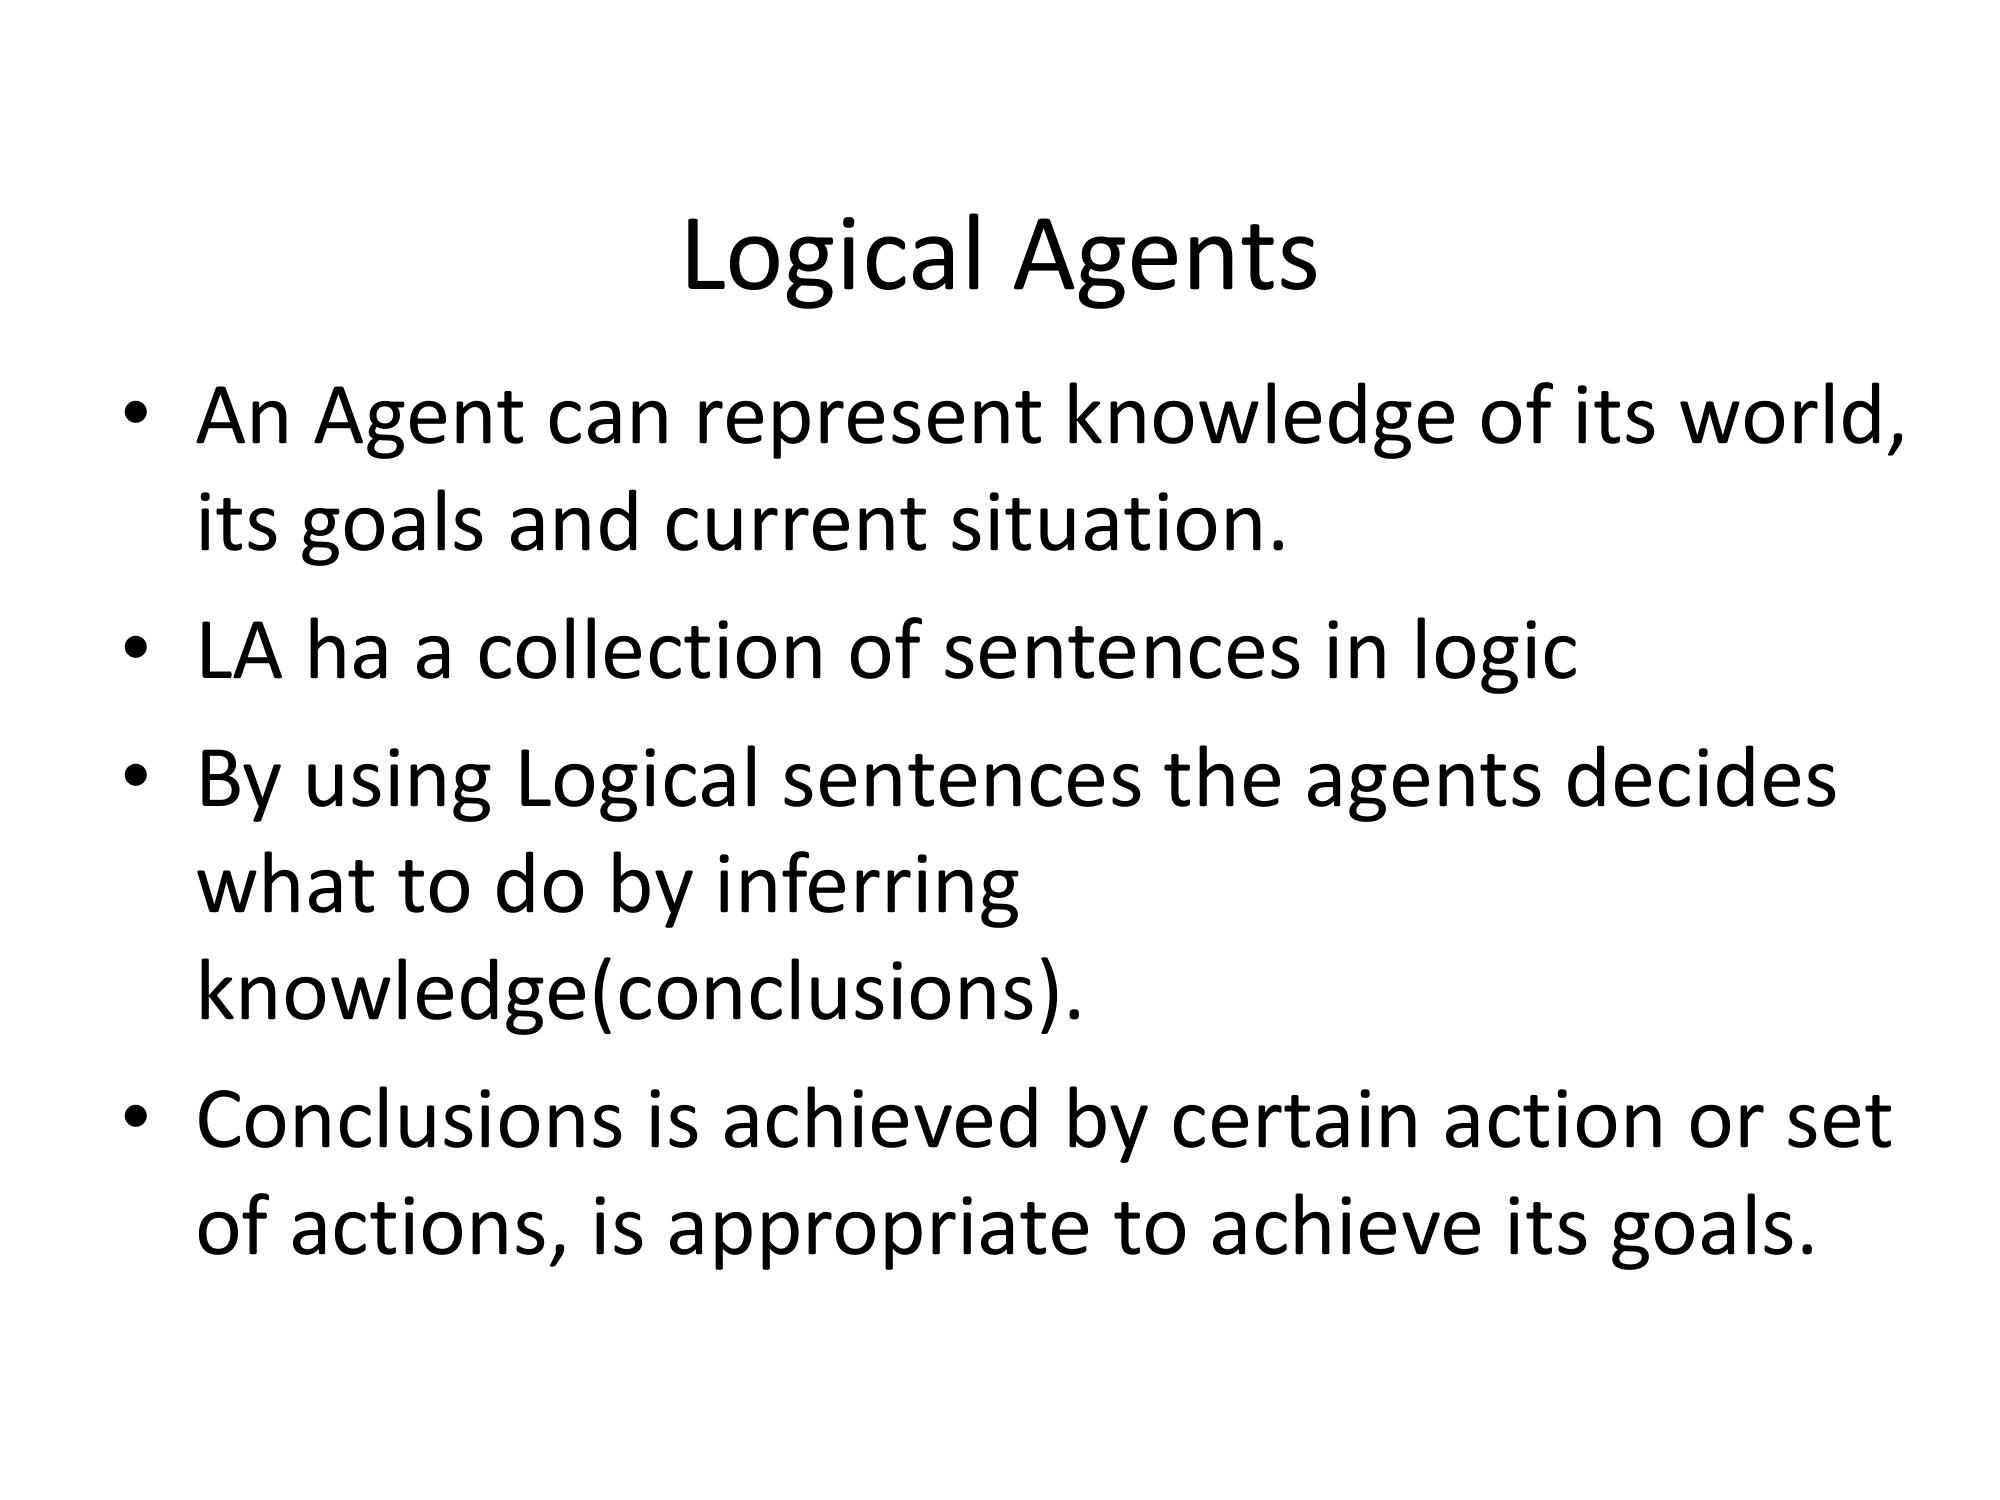 Logical Agents
• An Agent can represent knowledge of its world,
its goals and current situation.
• LA ha a collection of sentences in logic
• By using Logical sentences the agents decides
what to do by inferring
knowledge(conclusions).
• Conclusions is achieved by certain action or set
of actions, is appropriate to achieve its goals.